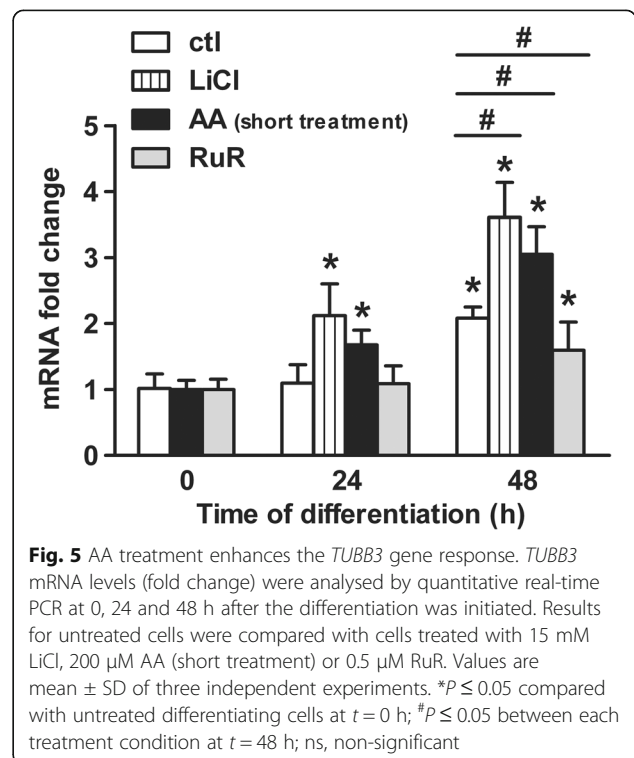 ctl
LiCl
AA (short treatment)
RuR
#
#
#
5
4
3
2
1
0
mRNA fold change
*
*
*
*
*
*
0
24
48
Time of differentiation (h)
Fig. 5 AA treatment enhances the TUBB3 gene response. TUBB3
mRNA levels (fold change) were analysed by quantitative real-time
PCR at 0, 24 and 48 h after the differentiation was initiated. Results
for untreated cells were compared with cells treated with 15 mM
LiCl, 200 μM AA (short treatment) or 0.5 μM RuR. Values are
mean ± SD of three independent experiments. *P ≤ 0.05 compared
with untreated differentiating cells at t = 0 h; #P ≤ 0.05 between each
treatment condition at t = 48 h; ns, non-significant